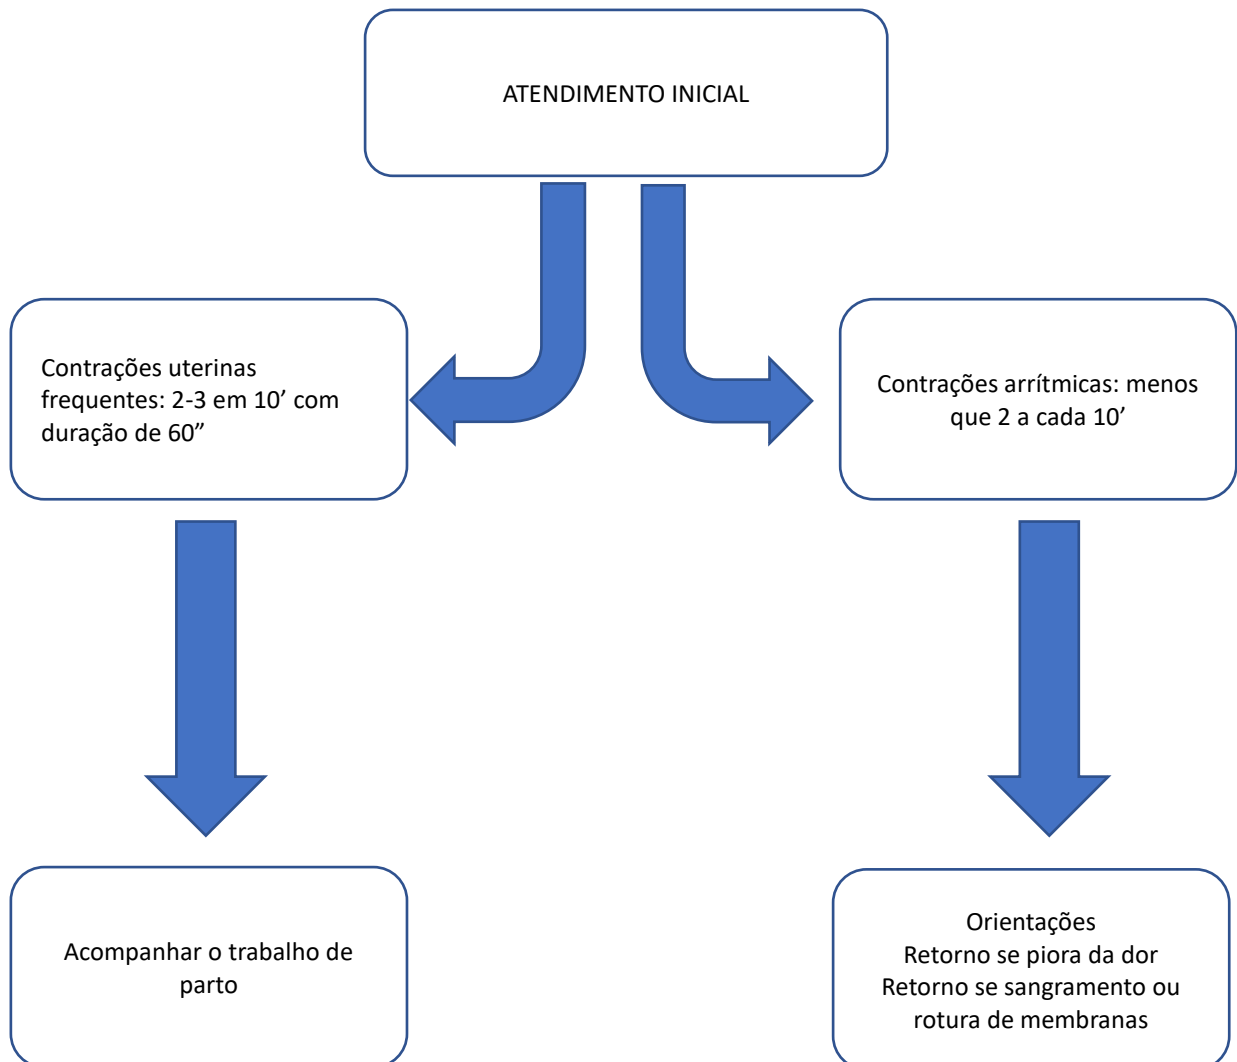 ATENDIMENTO INICIAL
Contrações uterinas
frequentes: 2-3 em 10’ com
duração de 60”
Contrações arrítmicas: menos
que 2 a cada 10’
Acompanhar o trabalho de
parto
Orientações
Retorno se piora da dor
Retorno se sangramento ou
rotura de membranas